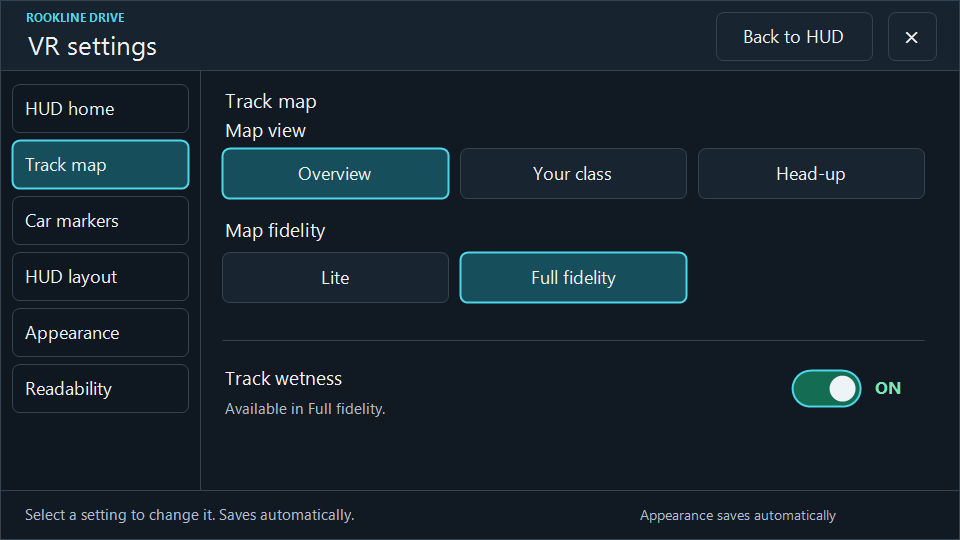 ROOKLINE DRIVE
VR settings
Back to HUD
×
HUD home
Track map
Car markers
HUD layout
Appearance
Readability
Track map
Map view
Overview
Your class
Head-up
Map fidelity
Lite
Full fidelity
Track wetness
Available in Full fidelity.
ON
Select a setting to change it. Saves automatically.
Appearance saves automatically